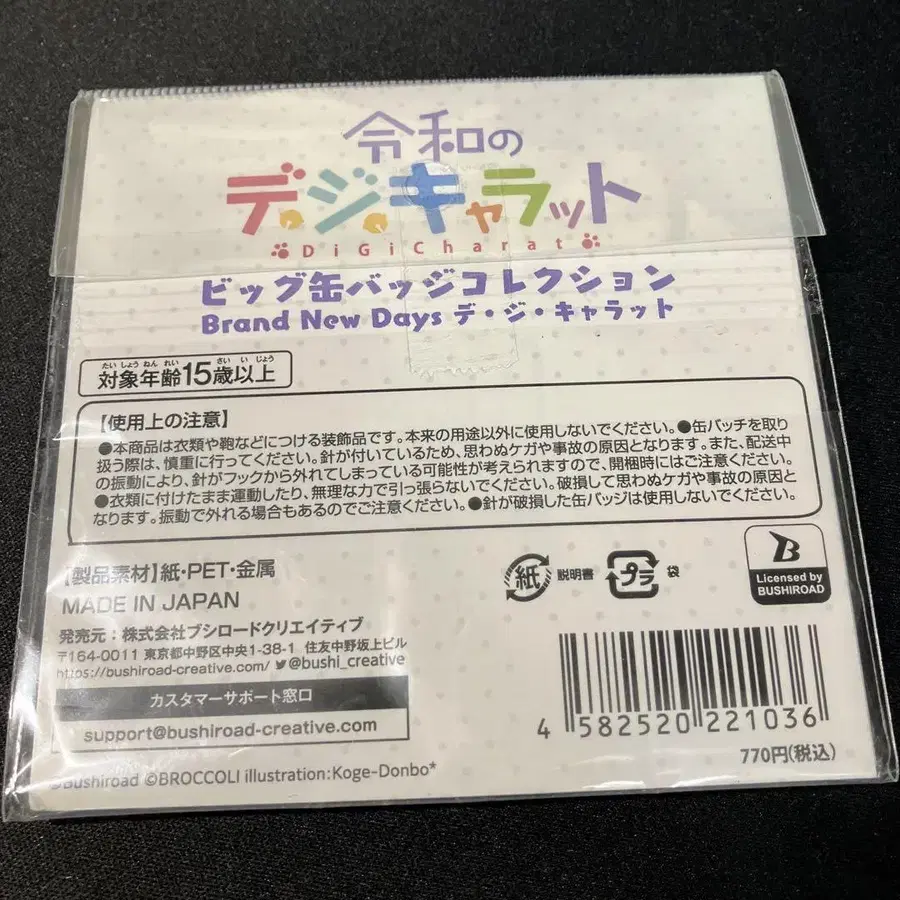 令和の
デ・ジ・キャラット
DiGiCharat
ビッグ缶バッジコレクション
Brand New Days デ・ジ・キャラット
たいしょうねんれい さいいじょう
対象年齢15歳以上
【使用上の注意】
●本商品は衣類や鞄などにつける装飾品です。本来の用途以外に使用しないでください。●缶バッチを取り
扱う際は、慎重に行ってください。針が付いているため、思わぬケガや事故の原因となります。また、配送中
の振動により、針がフックから外れてしまっている可能性が考えられますので、開梱時にはご注意ください。
●衣類に付けたまま運動したり、無理な力で引っ張らないでください。破損して思わぬケガや事故の原因と
なります。振動で外れる場合もあるのでご注意ください。●針が破損した缶バッジは使用しないでください。
【製品素材】紙・PET・金属
MADE IN JAPAN
発売元：株式会社ブシロードクリエイティブ
〒164-0011 東京都中野区中央1-38-1 住友中野坂上ビル
https://bushiroad-creative.com/ @bushi_creative
カスタマーサポート窓口
support@bushiroad-creative.com
©Bushiroad ©BROCCOLI illustration:Koge-Donbo*
紙 説明書 プラ 袋
B
Licensed by
BUSHIROAD
4 582520 221036
770円(税込)